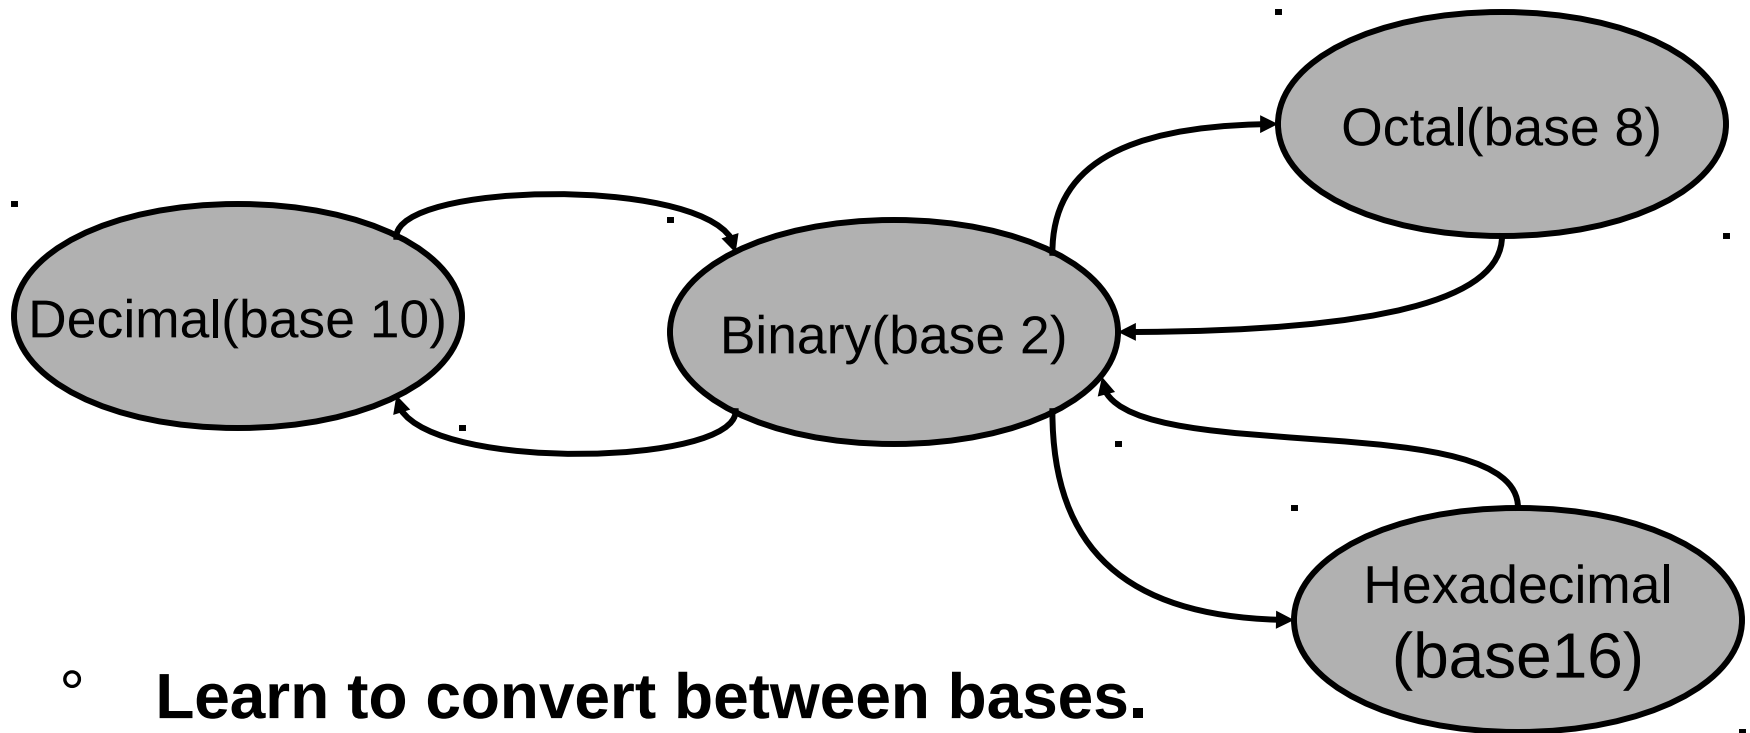 Octal(base 8)
Decimal(base 10)
Binary(base 2)
Hexadecimal
(base16)
° Learn to convert between bases.